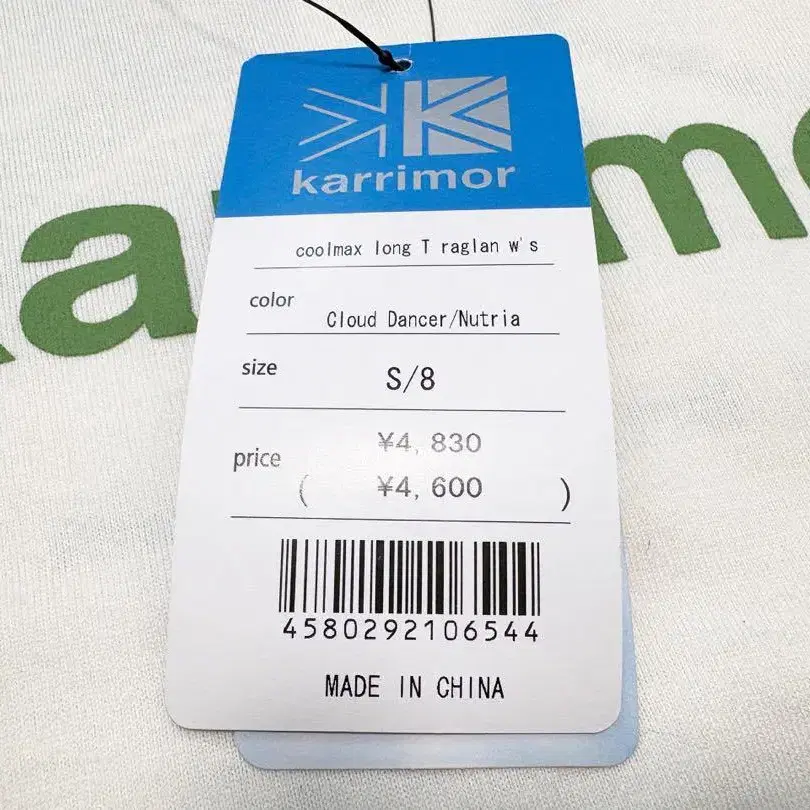 karrimor
coolmax long T raglan w's
color
Cloud Dancer/Nutria
size
S/8
price
¥4,830
( ¥4,600 )
4580292106544
MADE IN CHINA